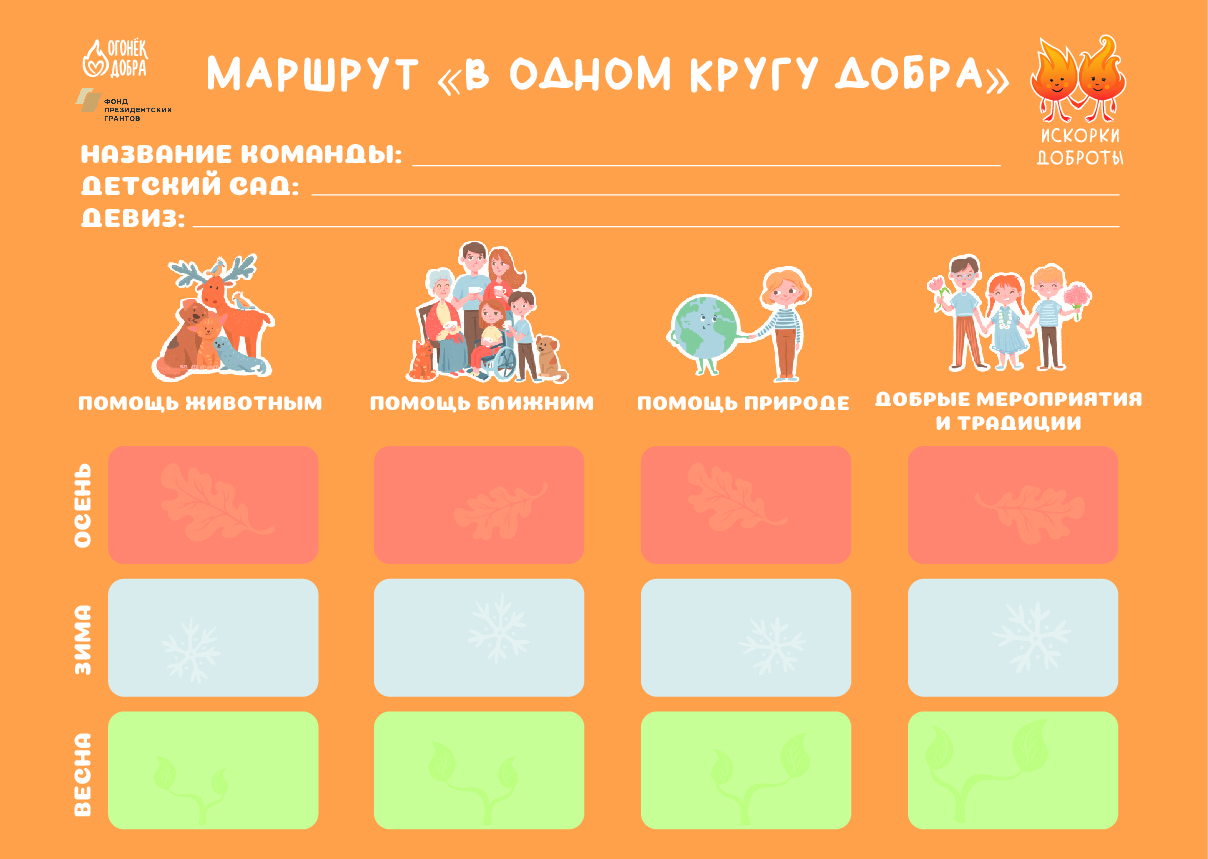 ОГОНЁК
ДОБРА
ФОНД
ПРЕЗИДЕНТСКИХ
ГРАНТОВ
МАРШРУТ «В ОДНОМ КРУГУ ДОБРА»
ИСКОРКИ
ДОБРОТЫ
НАЗВАНИЕ КОМАНДЫ:
ДЕТСКИЙ САД:
ДЕВИЗ:
ПОМОЩЬ ЖИВОТНЫМ
ПОМОЩЬ БЛИЖНИМ
ПОМОЩЬ ПРИРОДЕ
ДОБРЫЕ МЕРОПРИЯТИЯ
И ТРАДИЦИИ
ОСЕНЬ
ЗИМА
ВЕСНА